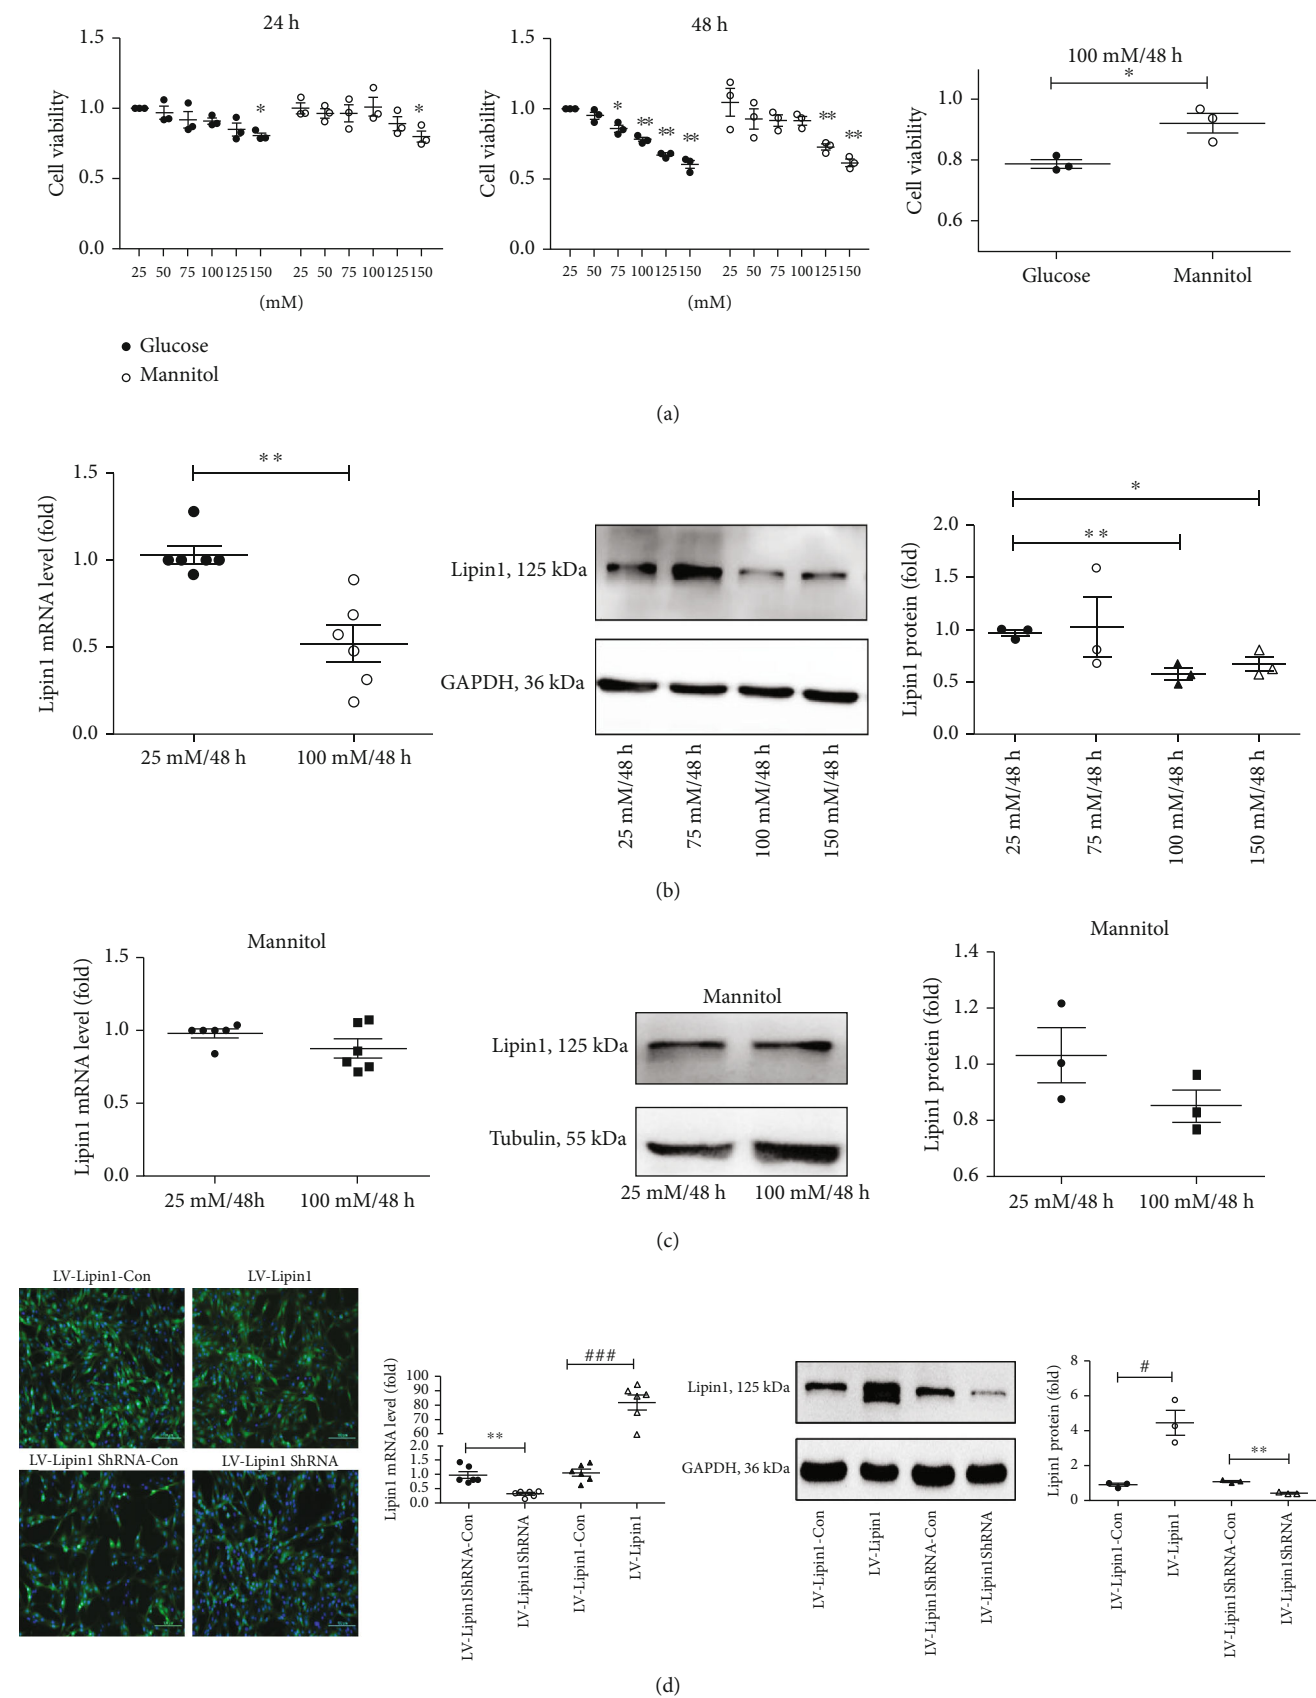 24 h
Cell viability
1.5
1.0
0.5
0.0
*
*
25 50 75 100 125 150 25 50 75 100 125 150
(mM)
48 h
Cell viability
1.5
1.0
0.5
0.0
* ** ** ** ** **
25 50 75 100 125 150 25 50 75 100 125 150
(mM)
100 mM/48 h
*
Cell viability
1.0
0.8
0.6
Glucose Mannitol
Glucose
Mannitol
(a)
Lipin1 mRNA level (fold)
1.5
1.0
0.5
0.0
**
25 mM/48 h 100 mM/48 h
Lipin1, 125 kDa
GAPDH, 36 kDa
25 mM/48 h
75 mM/48 h
100 mM/48 h
150 mM/48 h
Lipin1 protein (fold)
2.0
1.5
1.0
0.5
0.0
*
**
25 mM/48 h
75 mM/48 h
100 mM/48 h
150 mM/48 h
(b)
Mannitol
Lipin1 mRNA level (fold)
1.5
1.0
0.5
0.0
25 mM/48h 100 mM/48 h
Mannitol
Lipin1, 125 kDa
Tubulin, 55 kDa
25 mM/48 h 100 mM/48 h
Mannitol
Lipin1 protein (fold)
1.4
1.2
1.0
0.8
0.6
25 mM/48 h 100 mM/48 h
(c)
LV-Lipin1-Con LV-Lipin1
LV-Lipin1 ShRNA-Con LV-Lipin1 ShRNA
Lipin1 mRNA level (fold)
100
90
80
70
60
2.0
1.5
1.0
0.5
0.0
**
###
LV-Lipin1ShRNA-Con
LV-Lipin1ShRNA
LV-Lipin1-Con
LV-Lipin1
Lipin1, 125 kDa
GAPDH, 36 kDa
LV-Lipin1-Con
LV-Lipin1
LV-Lipin1ShRNA-Con
LV-Lipin1ShRNA
Lipin1 protein (fold)
8
6
4
2
0
#
**
LV-Lipin1-Con
LV-Lipin1
LV-Lipin1ShRNA-Con
LV-Lipin1ShRNA
(d)